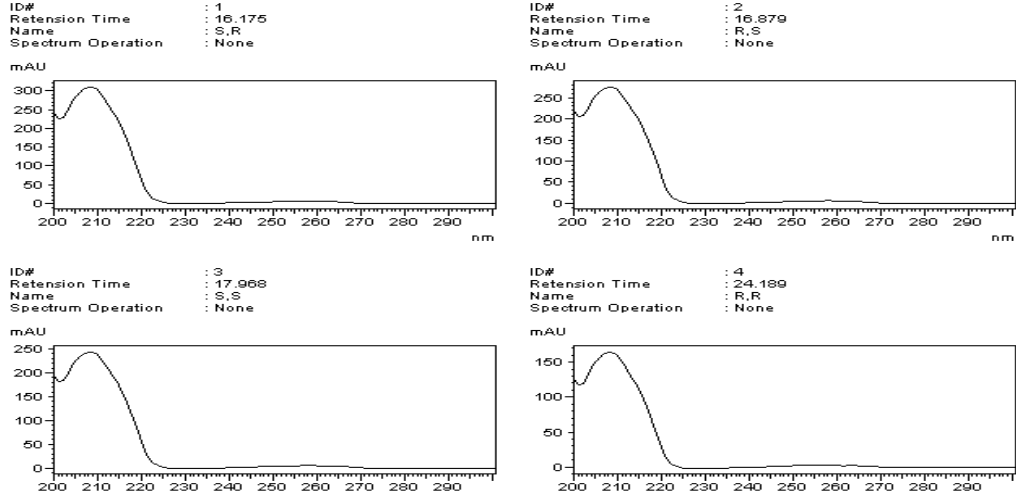 ID# : 1
Retension Time : 16.175
Name : S,R
Spectrum Operation : None
mAU
300
250
200
150
100
50
0
200 210 220 230 240 250 260 270 280 290
nm
ID# : 2
Retension Time : 16.879
Name : R,S
Spectrum Operation : None
mAU
250
200
150
100
50
0
200 210 220 230 240 250 260 270 280 290
nm
ID# : 3
Retension Time : 17.968
Name : S,S
Spectrum Operation : None
mAU
250
200
150
100
50
0
200 210 220 230 240 250 260 270 280 290
ID# : 4
Retension Time : 24.189
Name : R,R
Spectrum Operation : None
mAU
150
100
50
0
200 210 220 230 240 250 260 270 280 290